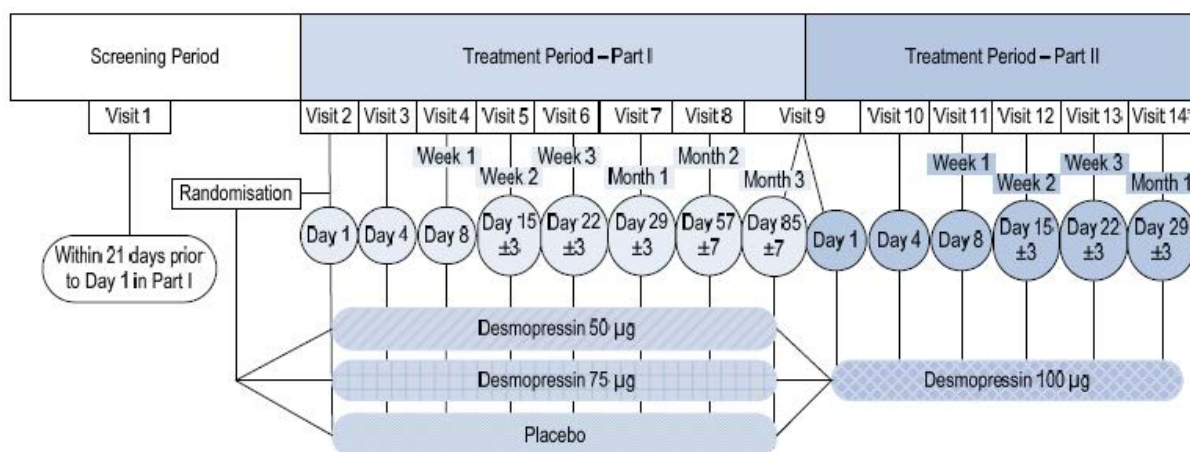 Screening Period
Treatment Period – Part I
Treatment Period – Part II
Visit 1
Visit 2
Visit 3
Visit 4
Visit 5
Visit 6
Visit 7
Visit 8
Visit 9
Visit 10
Visit 11
Visit 12
Visit 13
Visit 14*
Randomisation
Week 1
Week 2
Week 3
Month 1
Month 2
Month 3
Week 1
Week 2
Week 3
Month 1
Within 21 days prior
to Day 1 in Part I
Day 1
Day 4
Day 8
Day 15
±3
Day 22
±3
Day 29
±3
Day 57
±7
Day 85
±7
Day 1
Day 4
Day 8
Day 15
±3
Day 22
±3
Day 29
±3
Desmopressin 50 µg
Desmopressin 75 µg
Placebo
Desmopressin 100 µg